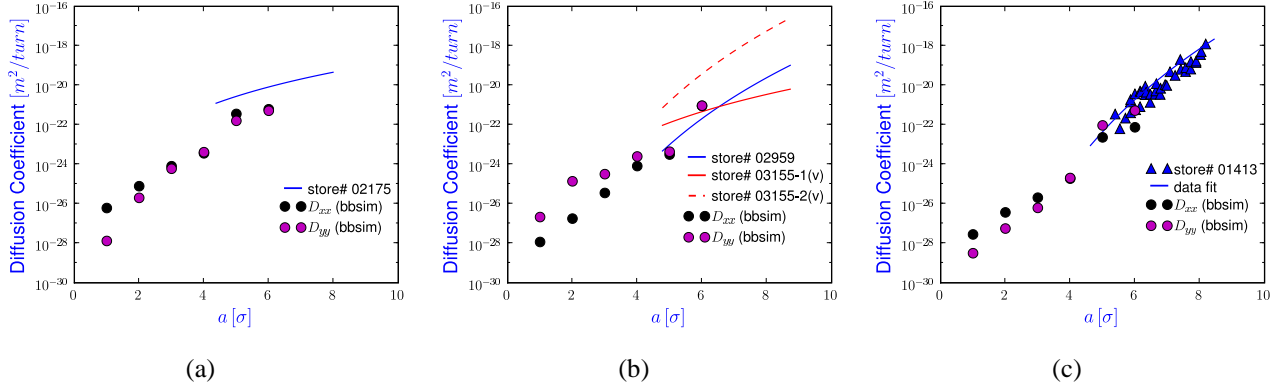 Diffusion Coefficient [m²/turn]
10⁻¹⁶
10⁻¹⁸
10⁻²⁰
10⁻²²
10⁻²⁴
10⁻²⁶
10⁻²⁸
10⁻³⁰
0 2 4 6 8 10
a [σ]
store# 02175
D_xx (bbsim)
D_yy (bbsim)
(a)
Diffusion Coefficient [m²/turn]
10⁻¹⁶
10⁻¹⁸
10⁻²⁰
10⁻²²
10⁻²⁴
10⁻²⁶
10⁻²⁸
10⁻³⁰
0 2 4 6 8 10
a [σ]
store# 02959
store# 03155-1(v)
store# 03155-2(v)
D_xx (bbsim)
D_yy (bbsim)
(b)
Diffusion Coefficient [m²/turn]
10⁻¹⁶
10⁻¹⁸
10⁻²⁰
10⁻²²
10⁻²⁴
10⁻²⁶
10⁻²⁸
10⁻³⁰
0 2 4 6 8 10
a [σ]
store# 01413
data fit
D_xx (bbsim)
D_yy (bbsim)
(c)